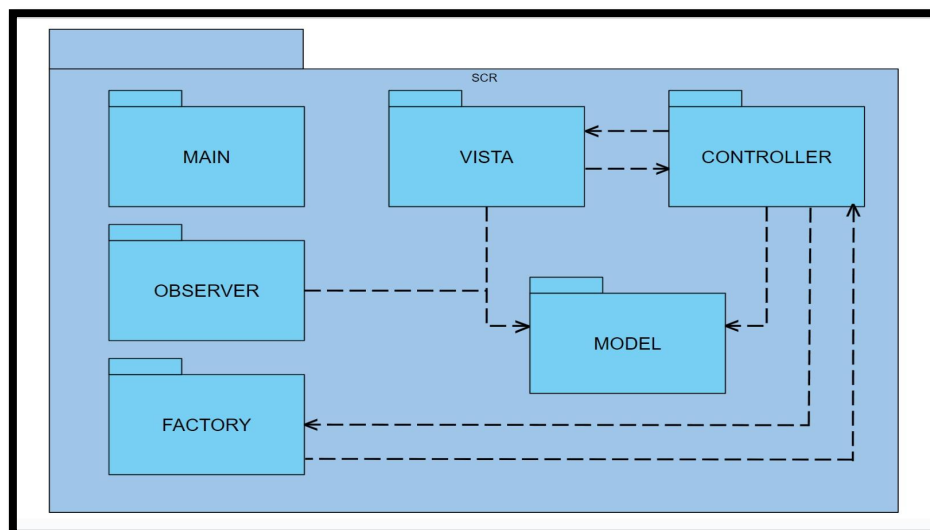 SCR
MAIN
VISTA
CONTROLLER
OBSERVER
MODEL
FACTORY